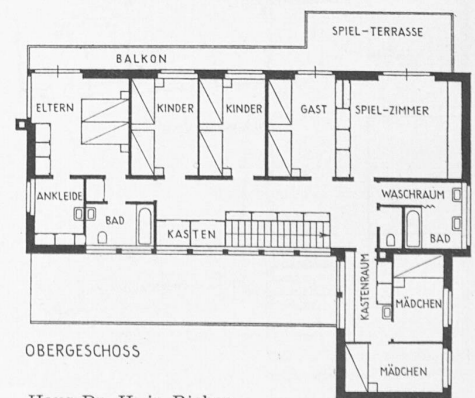 SPIEL-TERRASSE
BALKON
ELTERN
KINDER
KINDER
GAST
SPIEL-ZIMMER
ANKLEIDE
BAD
KASTEN
WASCHRAUM
BAD
KASTENRAUM
MÄDCHEN
MÄDCHEN
OBERGESCHOSS